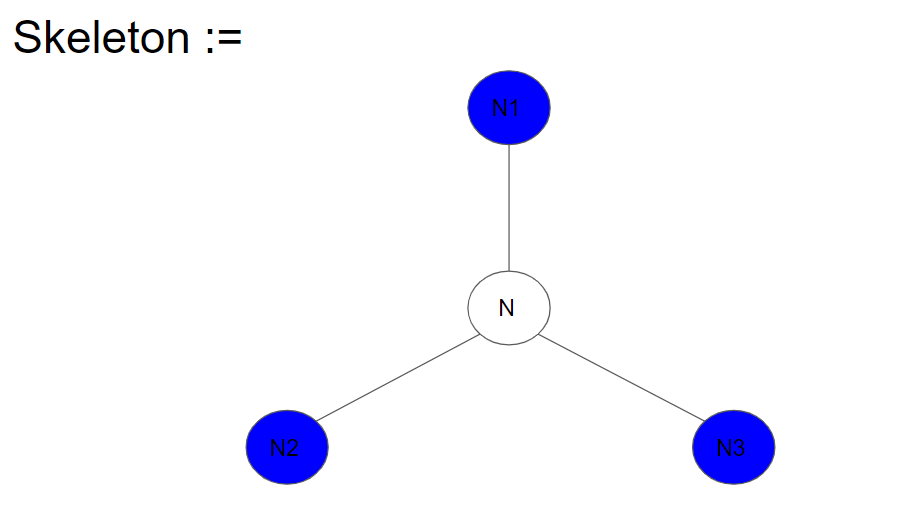 Skeleton :=
N1
N
N2
N3